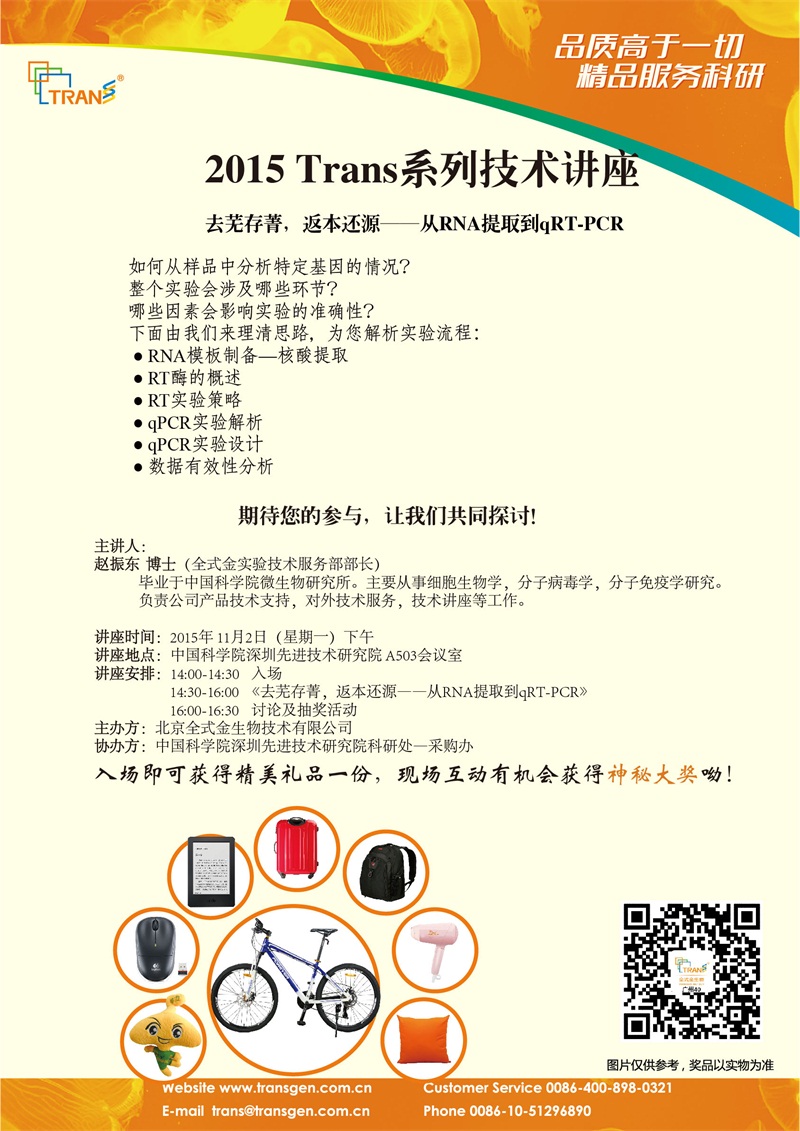 品质高于一切
精品服务科研
TRANS®
2015 Trans系列技术讲座
去芜存菁，返本还源——从RNA提取到qRT-PCR
如何从样品中分析特定基因的情况？
整个实验会涉及哪些环节？
哪些因素会影响实验的准确性？
下面由我们来理清思路，为您解析实验流程：
● RNA模板制备—核酸提取
● RT酶的概述
● RT实验策略
● qPCR实验解析
● qPCR实验设计
● 数据有效性分析
期待您的参与，让我们共同探讨！
主讲人：
赵振东 博士（全式金实验技术服务部部长）
毕业于中国科学院微生物研究所。主要从事细胞生物学，分子病毒学，分子免疫学研究。
负责公司产品技术支持，对外技术服务，技术讲座等工作。
讲座时间：2015年11月2日（星期一）下午
讲座地点：中国科学院深圳先进技术研究院 A503会议室
讲座安排：14:00-14:30 入场
14:30-16:00 《去芜存菁，返本还源——从RNA提取到qRT-PCR》
16:00-16:30 讨论及抽奖活动
主办方：北京全式金生物技术有限公司
协办方：中国科学院深圳先进技术研究院科研处—采购办
入场即可获得精美礼品一份，现场互动有机会获得神秘大奖呦！
TRANS
图片仅供参考，奖品以实物为准
Website www.transgen.com.cn
Customer Service 0086-400-898-0321
E-mail trans@transgen.com.cn
Phone 0086-10-51296890